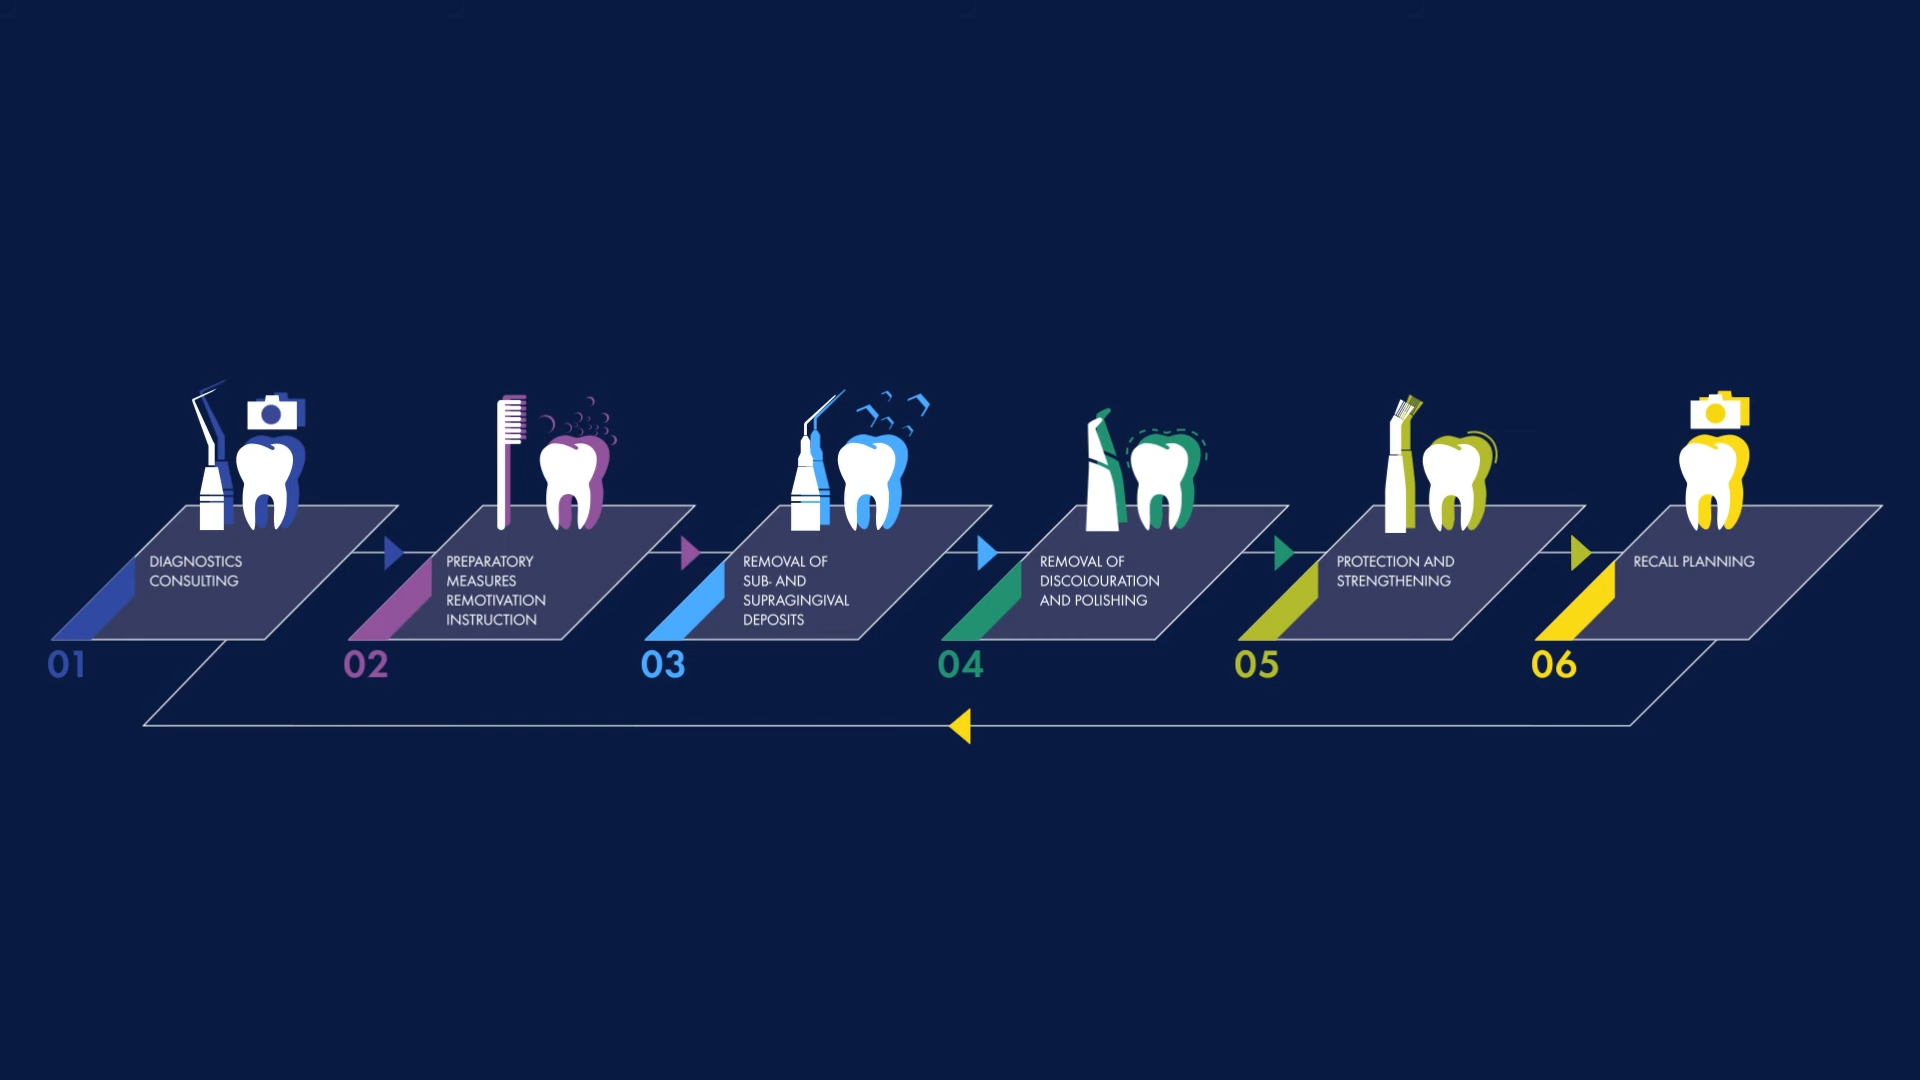 DIAGNOSTICS
CONSULTING
01
PREPARATORY
MEASURES
REMOTIVATION
INSTRUCTION
02
REMOVAL OF
SUB- AND
SUPRAGINGIVAL
DEPOSITS
03
REMOVAL OF
DISCOLOURATION
AND POLISHING
04
PROTECTION AND
STRENGTHENING
05
RECALL PLANNING
06